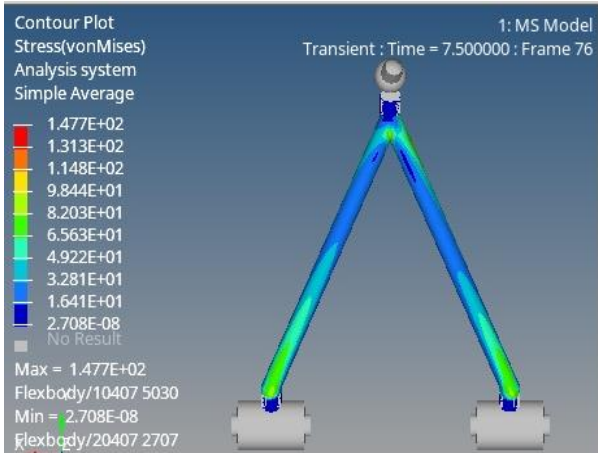 Contour Plot
Stress(vonMises)
Analysis system
Simple Average
1: MS Model
Transient : Time = 7.500000 : Frame 76
1.477E+02
1.313E+02
1.148E+02
9.844E+01
8.203E+01
6.563E+01
4.922E+01
3.281E+01
1.641E+01
2.708E-08
No Result
Max = 1.477E+02
Flexbody/10407 5030
Min = 2.708E-08
Flexbody/20407 2707
X